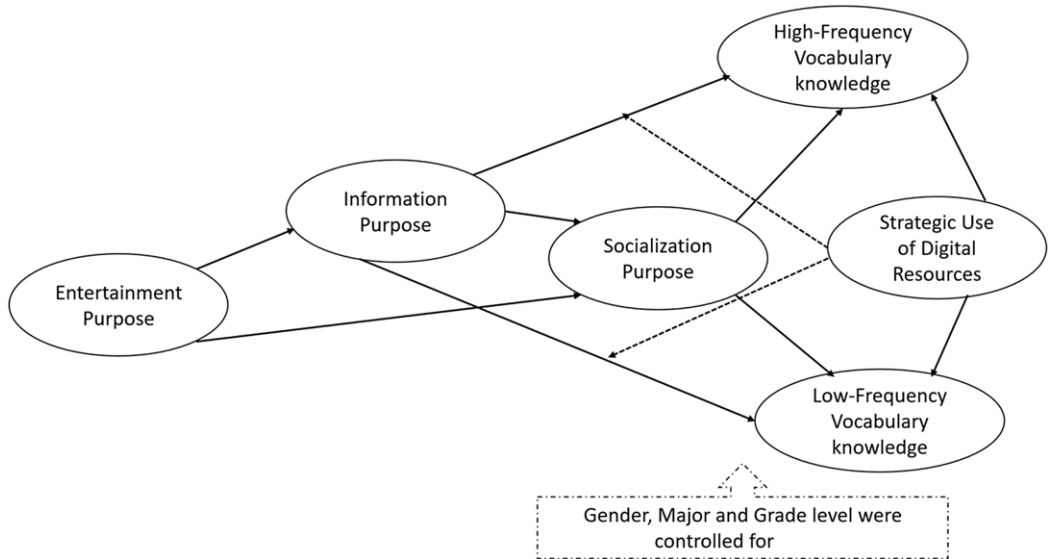 High-Frequency
Vocabulary
knowledge
Information
Purpose
Strategic Use
of Digital
Resources
Socialization
Purpose
Entertainment
Purpose
Low-Frequency
Vocabulary
knowledge
Gender, Major and Grade level were
controlled for